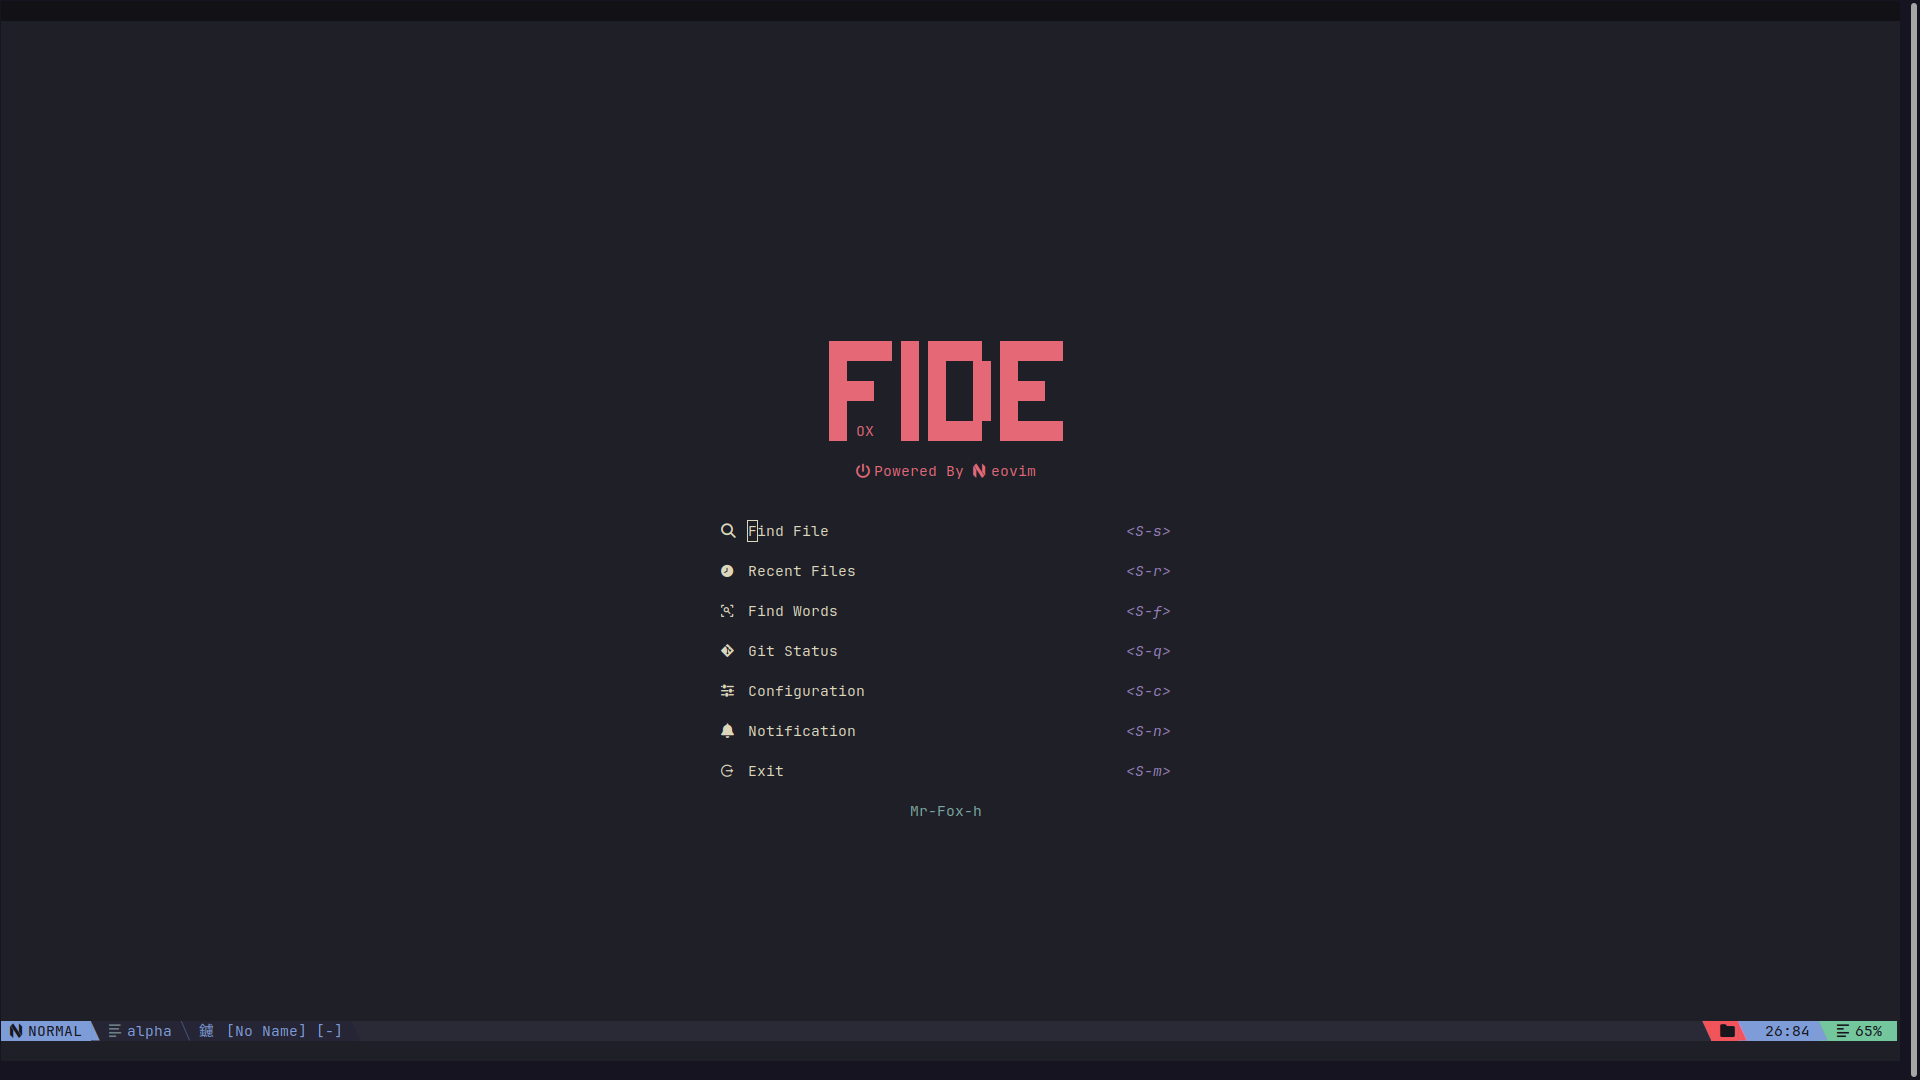 FIDE
OX
Powered By eovim
Find File <S-s>
Recent Files <S-r>
Find Words <S-f>
Git Status <S-q>
Configuration <S-c>
Notification <S-n>
Exit <S-m>
Mr-Fox-h
NORMAL alpha [No Name] [-] 26:84 65%